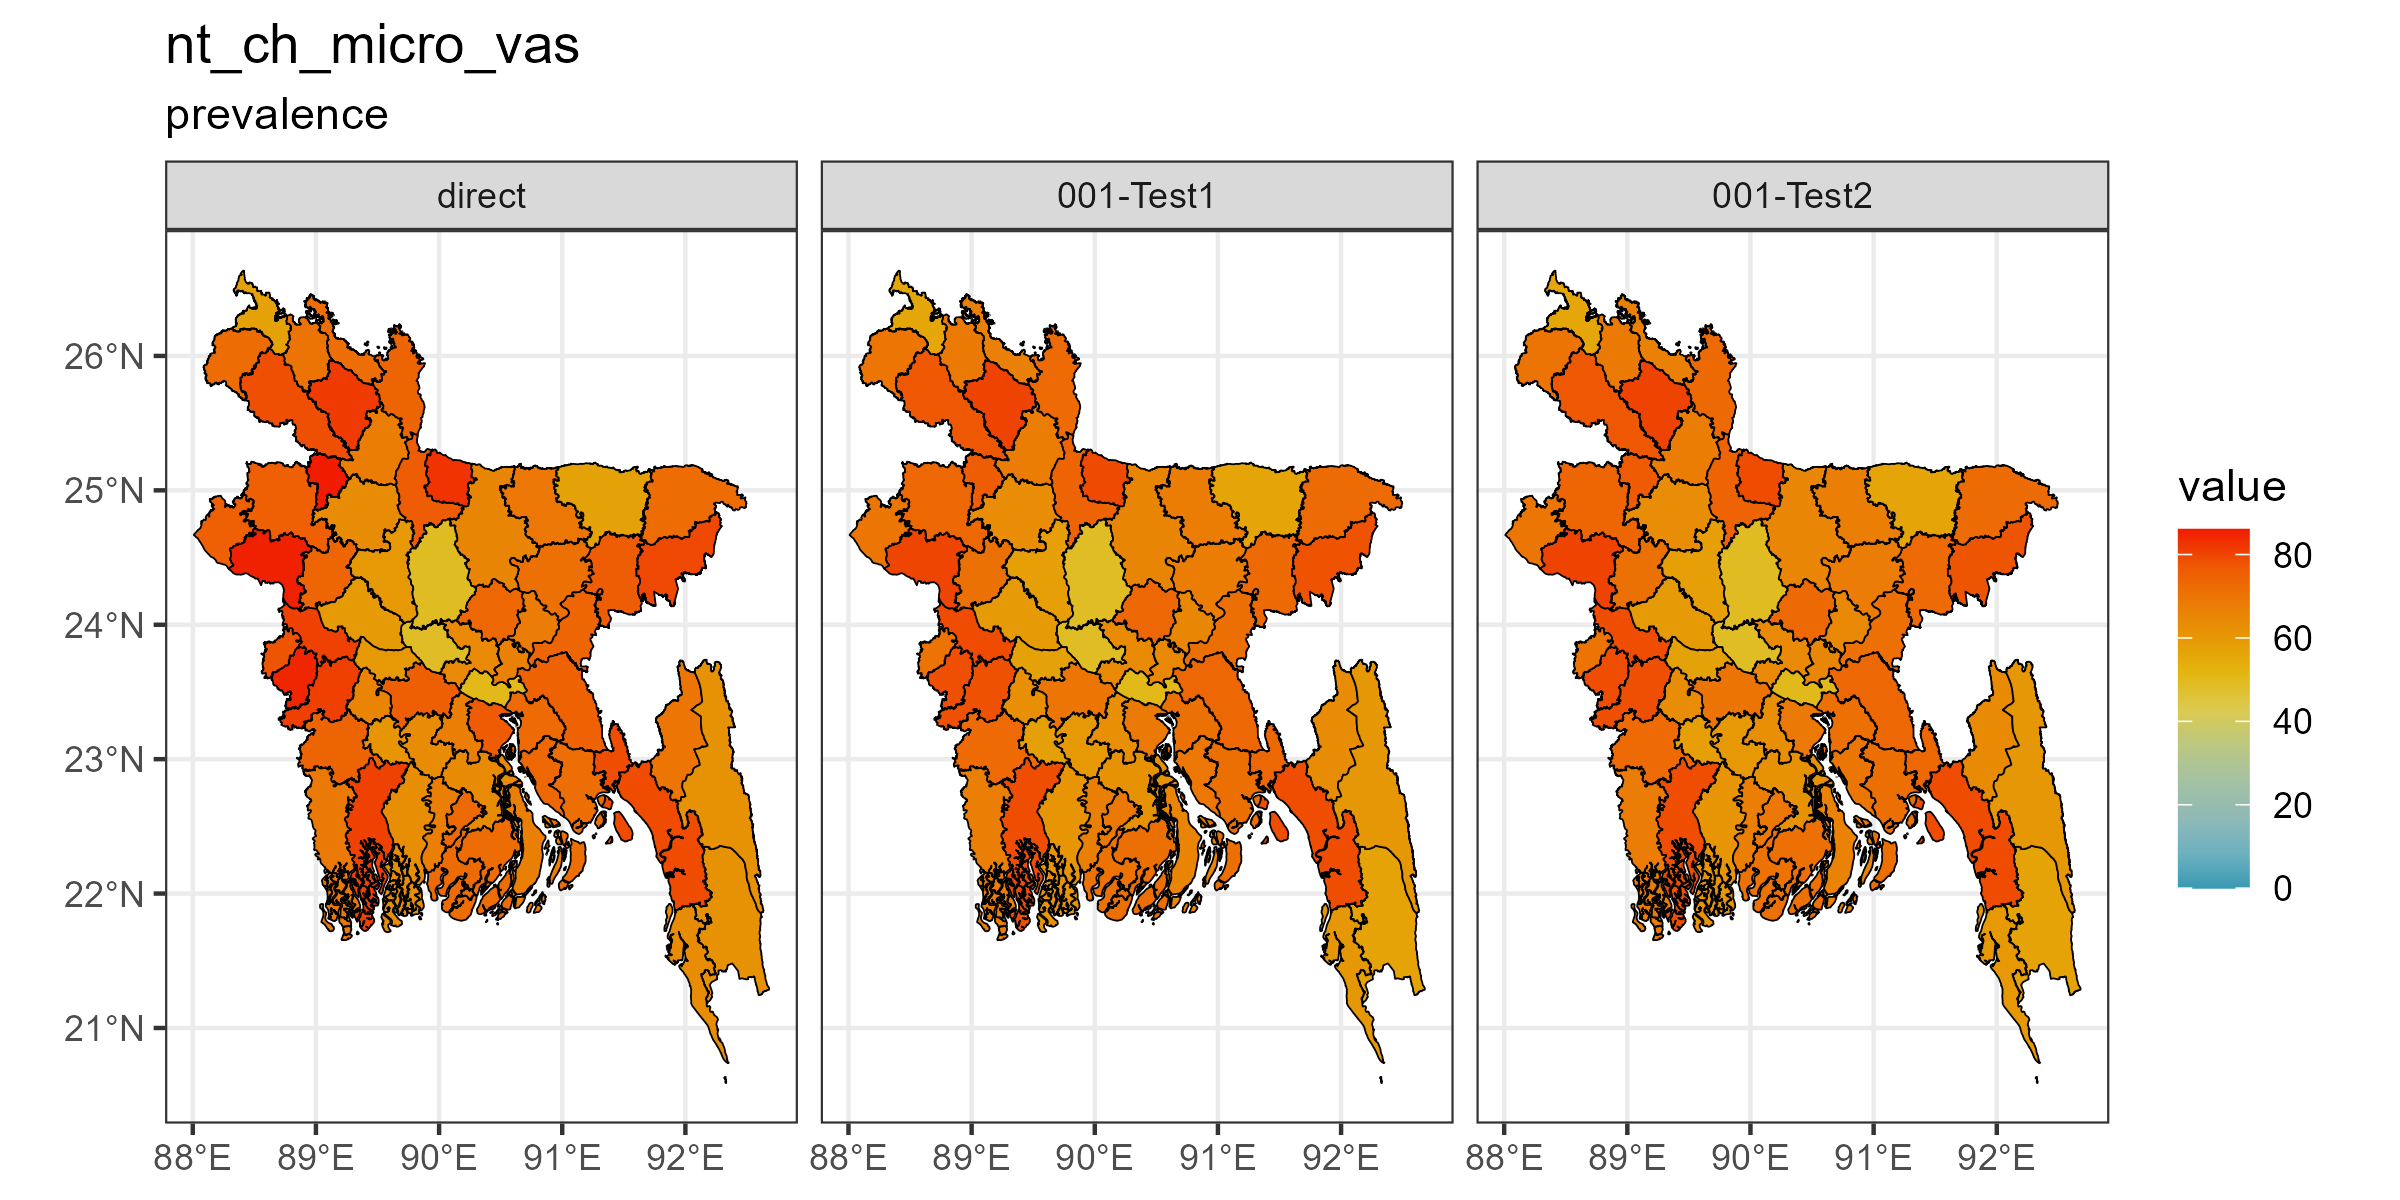 nt_ch_micro_vas
prevalence
direct 001-Test1 001-Test2
26°N
25°N
24°N
23°N
22°N
21°N
88°E 89°E 90°E 91°E 92°E 88°E 89°E 90°E 91°E 92°E 88°E 89°E 90°E 91°E 92°E
value
80
60
40
20
0